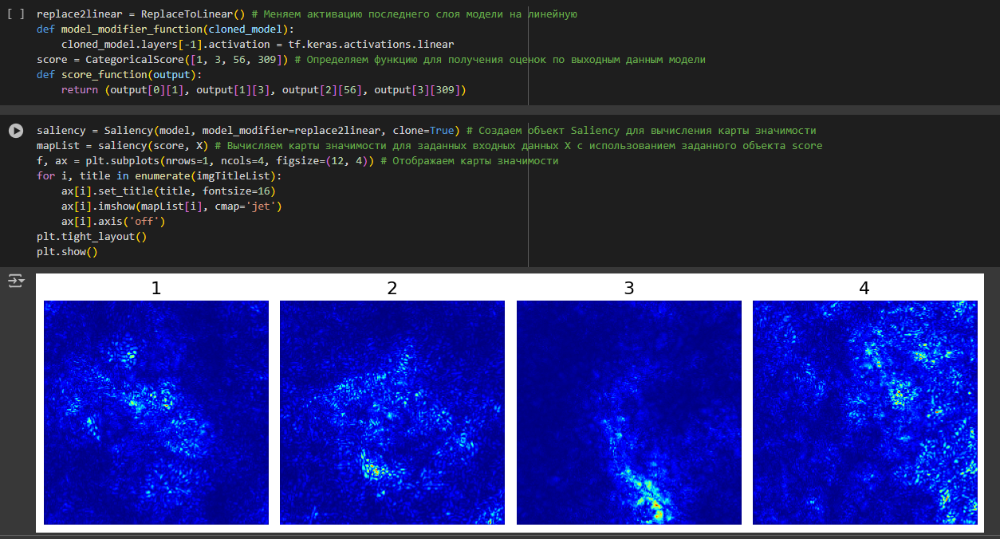 [ ] replace2linear = ReplaceToLinear() # Меняем активацию последнего слоя модели на линейную
def model_modifier_function(cloned_model):
    cloned_model.layers[-1].activation = tf.keras.activations.linear
score = CategoricalScore([1, 3, 56, 309]) # Определяем функцию для получения оценок по выходным данным модели
def score_function(output):
    return (output[0][1], output[1][3], output[2][56], output[3][309])
saliency = Saliency(model, model_modifier=replace2linear, clone=True) # Создаем объект Saliency для вычисления карты значимости
mapList = saliency(score, X) # Вычисляем карты значимости для заданных входных данных X с использованием заданного объекта score
f, ax = plt.subplots(nrows=1, ncols=4, figsize=(12, 4)) # Отображаем карты значимости
for i, title in enumerate(imgTitleList):
    ax[i].set_title(title, fontsize=16)
    ax[i].imshow(mapList[i], cmap='jet')
    ax[i].axis('off')
plt.tight_layout()
plt.show()
1 2 3 4